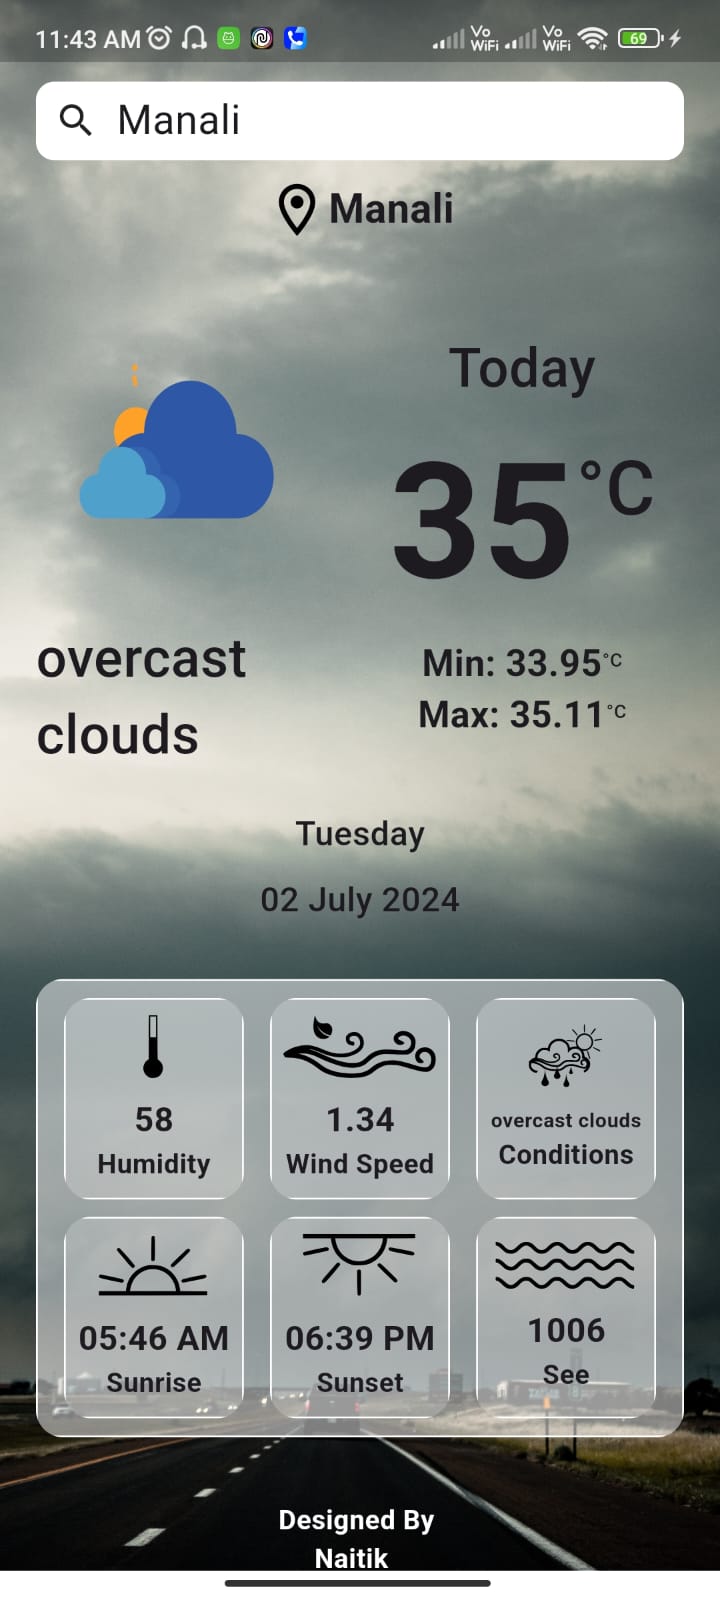 11:43 AM
Vo WiFi
Vo WiFi
69
Manali
Manali
Today
35°C
overcast
clouds
Min: 33.95°C
Max: 35.11°C
Tuesday
02 July 2024
58
Humidity
1.34
Wind Speed
overcast clouds
Conditions
05:46 AM
Sunrise
06:39 PM
Sunset
1006
See
Designed By
Naitik